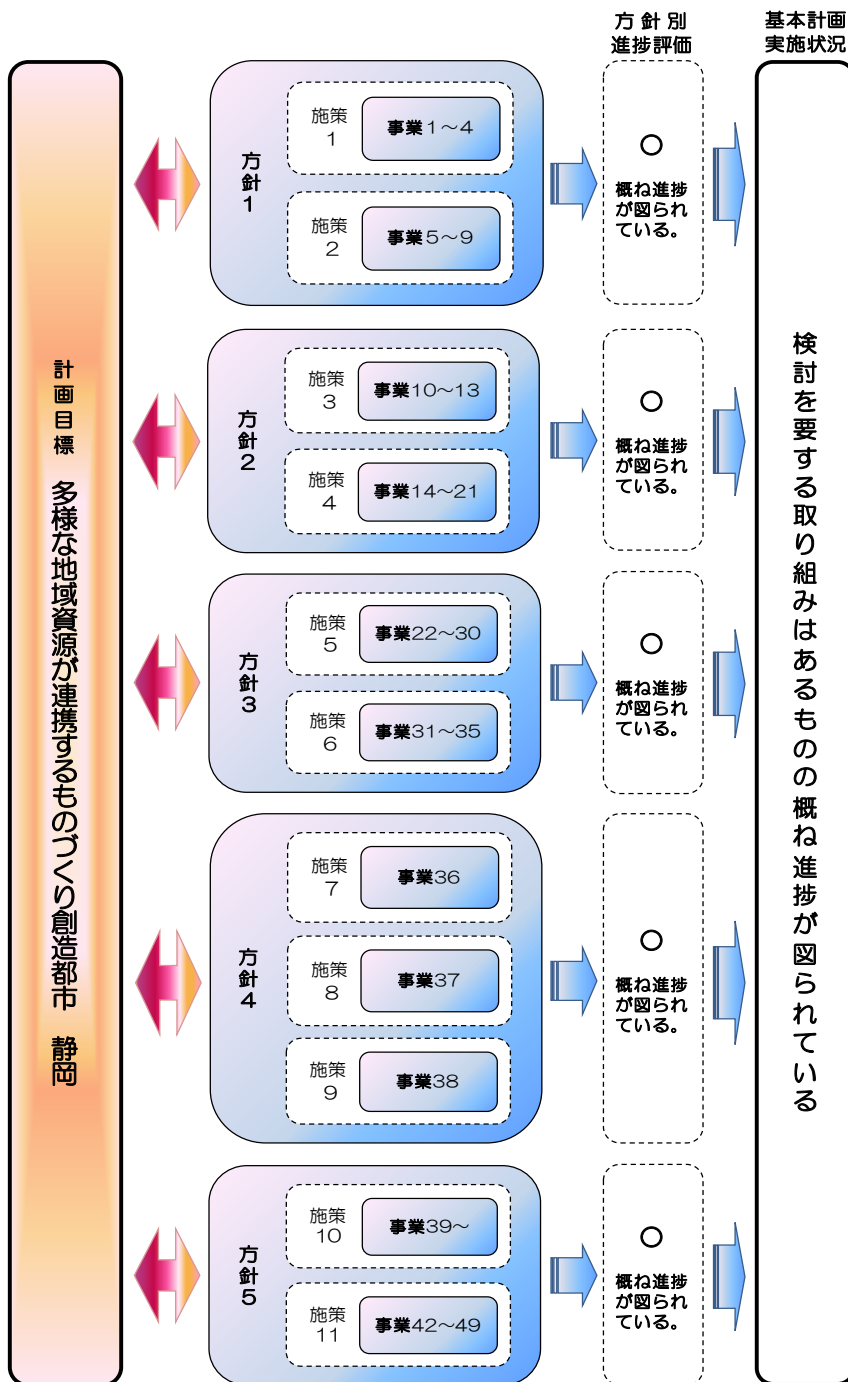 方針別
進捗評価
基本計画
実施状況
計画目標　多様な地域資源が連携するものづくり創造都市　静岡
方針1
施策
1
事業1～4
施策
2
事業5～9
○
概ね進捗
が図られ
ている。
方針2
施策
3
事業10～13
施策
4
事業14～21
○
概ね進捗
が図られ
ている。
方針3
施策
5
事業22～30
施策
6
事業31～35
○
概ね進捗
が図られ
ている。
方針4
施策
7
事業36
施策
8
事業37
施策
9
事業38
○
概ね進捗
が図られ
ている。
方針5
施策
10
事業39～
施策
11
事業42～49
○
概ね進捗
が図られ
ている。
検討を要する取り組みはあるものの概ね進捗が図られている